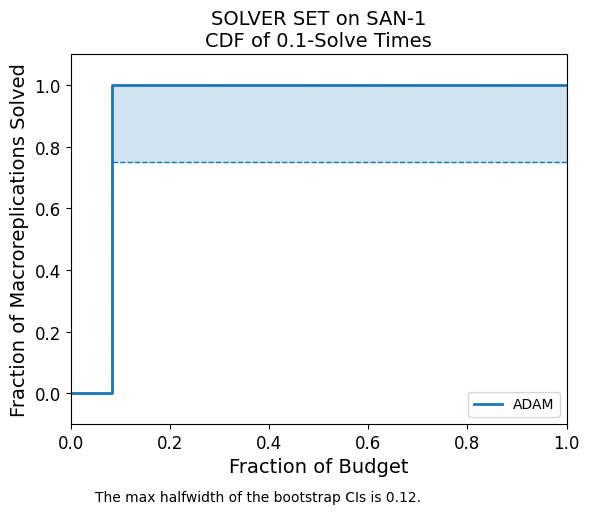 SOLVER SET on SAN-1
CDF of 0.1-Solve Times
Fraction of Macroreplications Solved
1.0
0.8
0.6
0.4
0.2
0.0
ADAM
0.0 0.2 0.4 0.6 0.8 1.0
Fraction of Budget
The max halfwidth of the bootstrap CIs is 0.12.